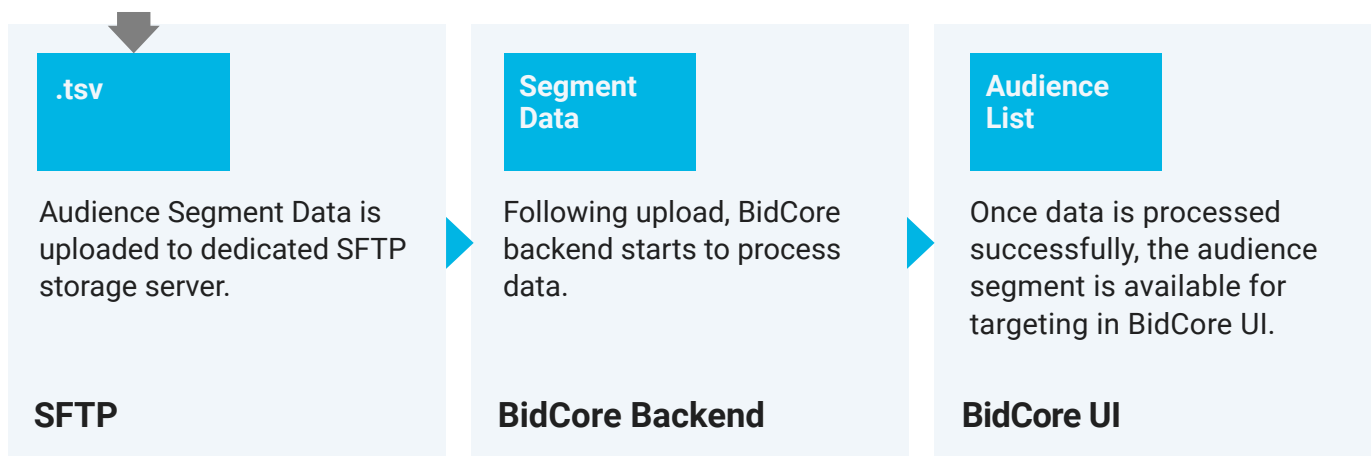 .tsv
Audience Segment Data is
uploaded to dedicated SFTP
storage server.
SFTP
Segment
Data
Following upload, BidCore
backend starts to process
data.
BidCore Backend
Audience
List
Once data is processed
successfully, the audience
segment is available for
targeting in BidCore UI.
BidCore UI